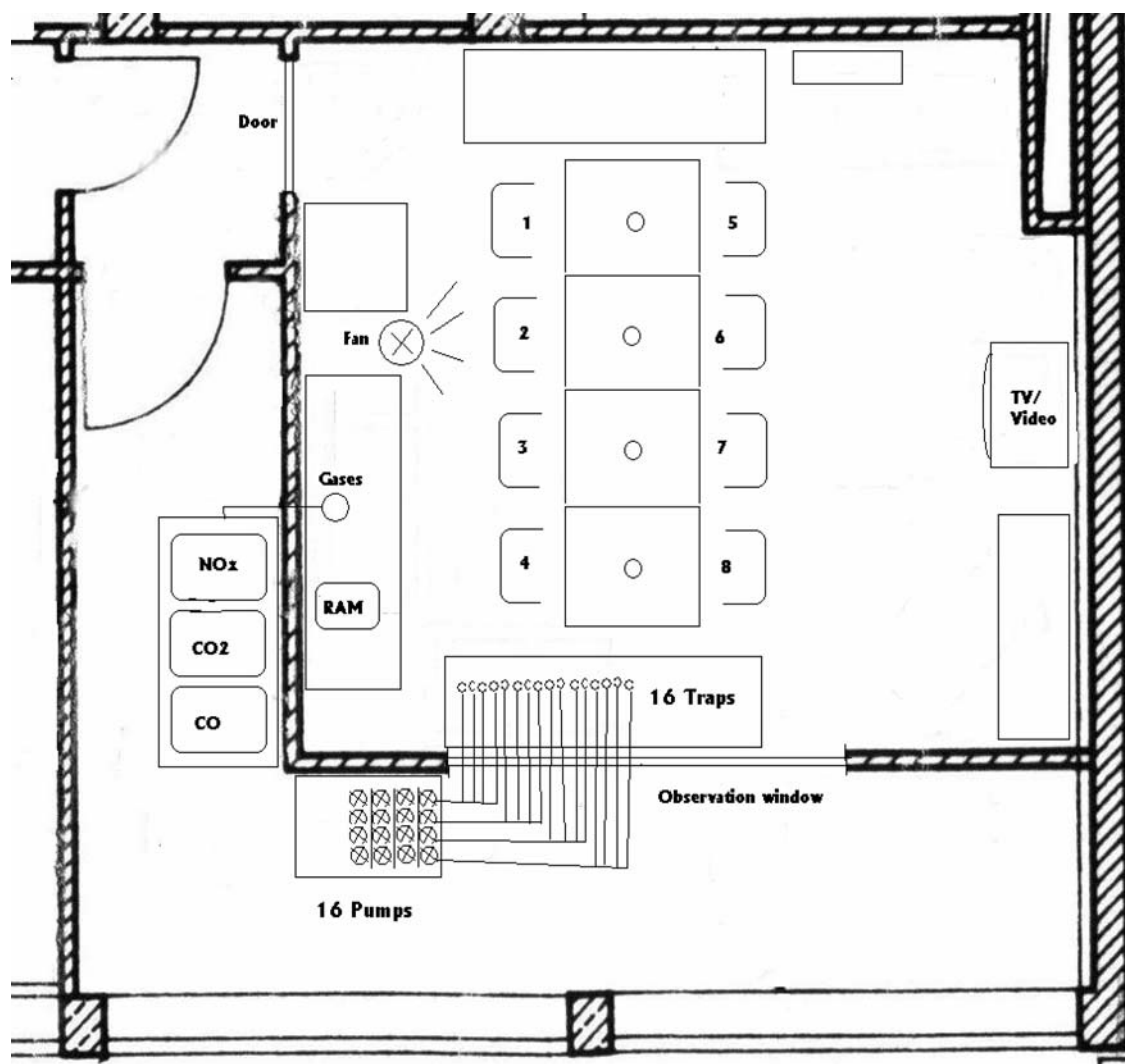 Door
1
5
2
6
Fan
TV/
Video
3
7
Gases
NOx
4
8
RAM
CO2
16 Traps
CO
Observation window
16 Pumps